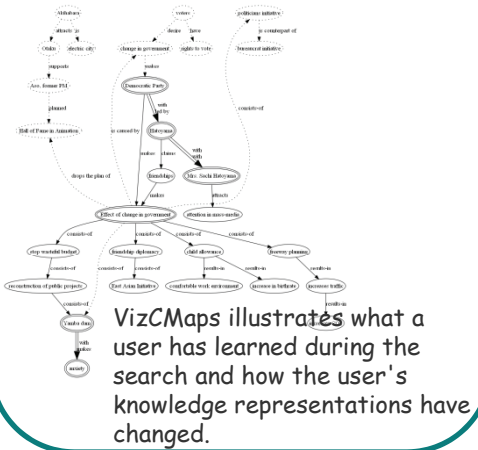 Akihabara
voters
politicians initiative
attracts
is
desire
have
is counterpart of
Otaku
electric city
change in government
rights to vote
bureaucrat initiative
supports
makes
Aso, former PM
Democratic Party
planned
with
led by
consists-of
Hall of Fame in Animation
is caused by
Hatoyama
makes
claims
with
with
drops the plan of
friendships
Mrs. Sachi Hatoyama
makes
attracts
Effect of change in government
attention in mass-media
consists-of
consists-of
consists-of
consists-of
stop wasteful budget
friendship diplomacy
child allowance
freeway planning
consists-of
consists-of
consists-of
results-in
results-in
results-in
reconstruction of public projects
East Asian Initiative
comfortable work environment
increase in birthrate
increases traffic
consists-of
results-in
Yamba dam
with
makes
anxiety
VizCMaps illustrates what a
user has learned during the
search and how the user's
knowledge representations have
changed.